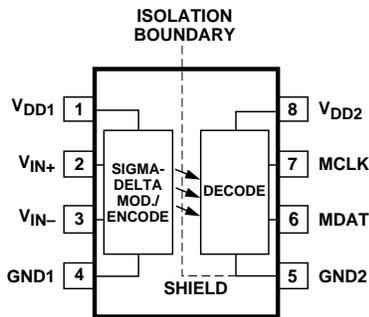 ISOLATION
BOUNDARY
VDD1 1
VIN+ 2
VIN– 3
GND1 4
SIGMA-
DELTA
MOD./
ENCODE
DECODE
SHIELD
8 VDD2
7 MCLK
6 MDAT
5 GND2